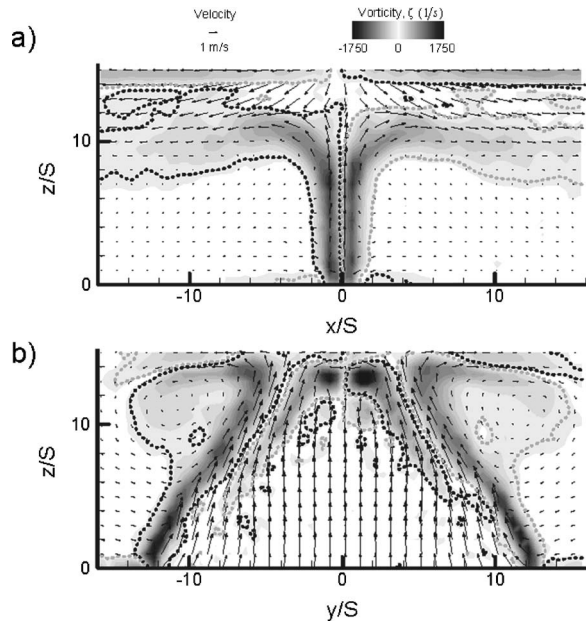 Velocity
1 m/s
Vorticity, ζ (1/s)
-1750 0 1750
a)
z/S
10
0
-10 0 10
x/S
b)
z/S
10
0
-10 0 10
y/S